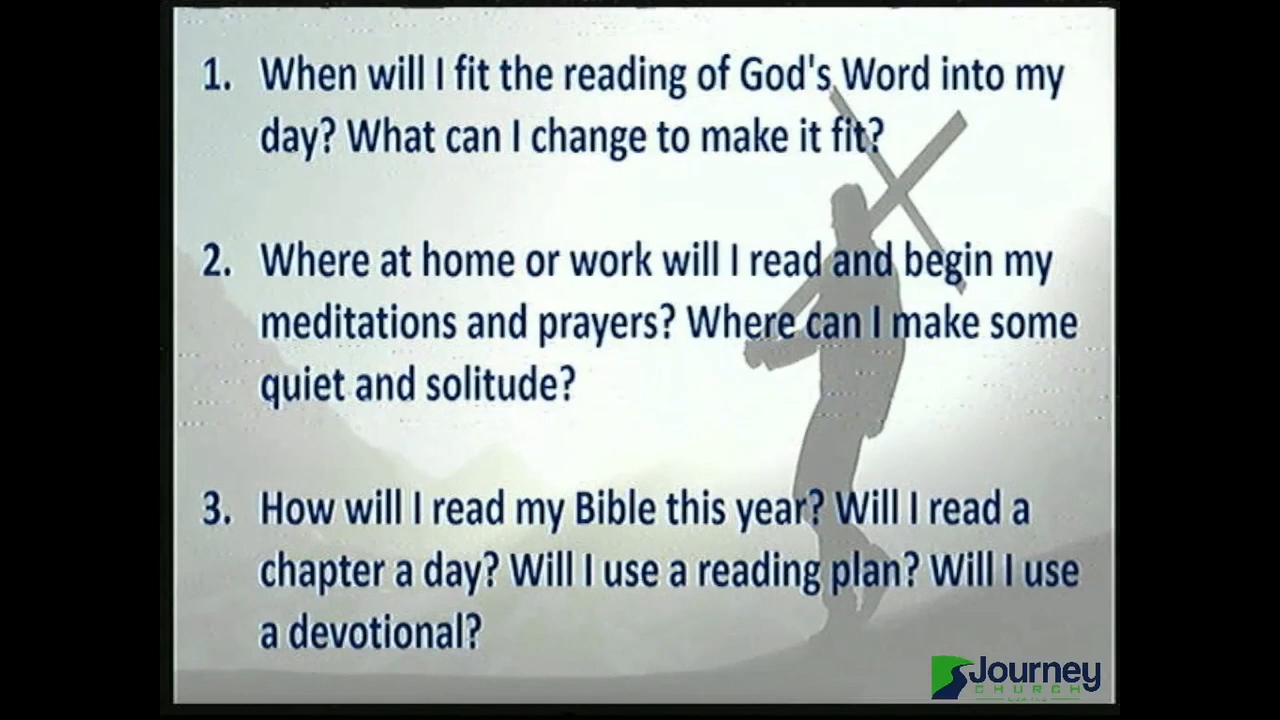 1. When will I fit the reading of God's Word into my
day? What can I change to make it fit?
2. Where at home or work will I read and begin my
meditations and prayers? Where can I make some
quiet and solitude?
3. How will I read my Bible this year? Will I read a
chapter a day? Will I use a reading plan? Will I use
a devotional?
Journey
CHURCH